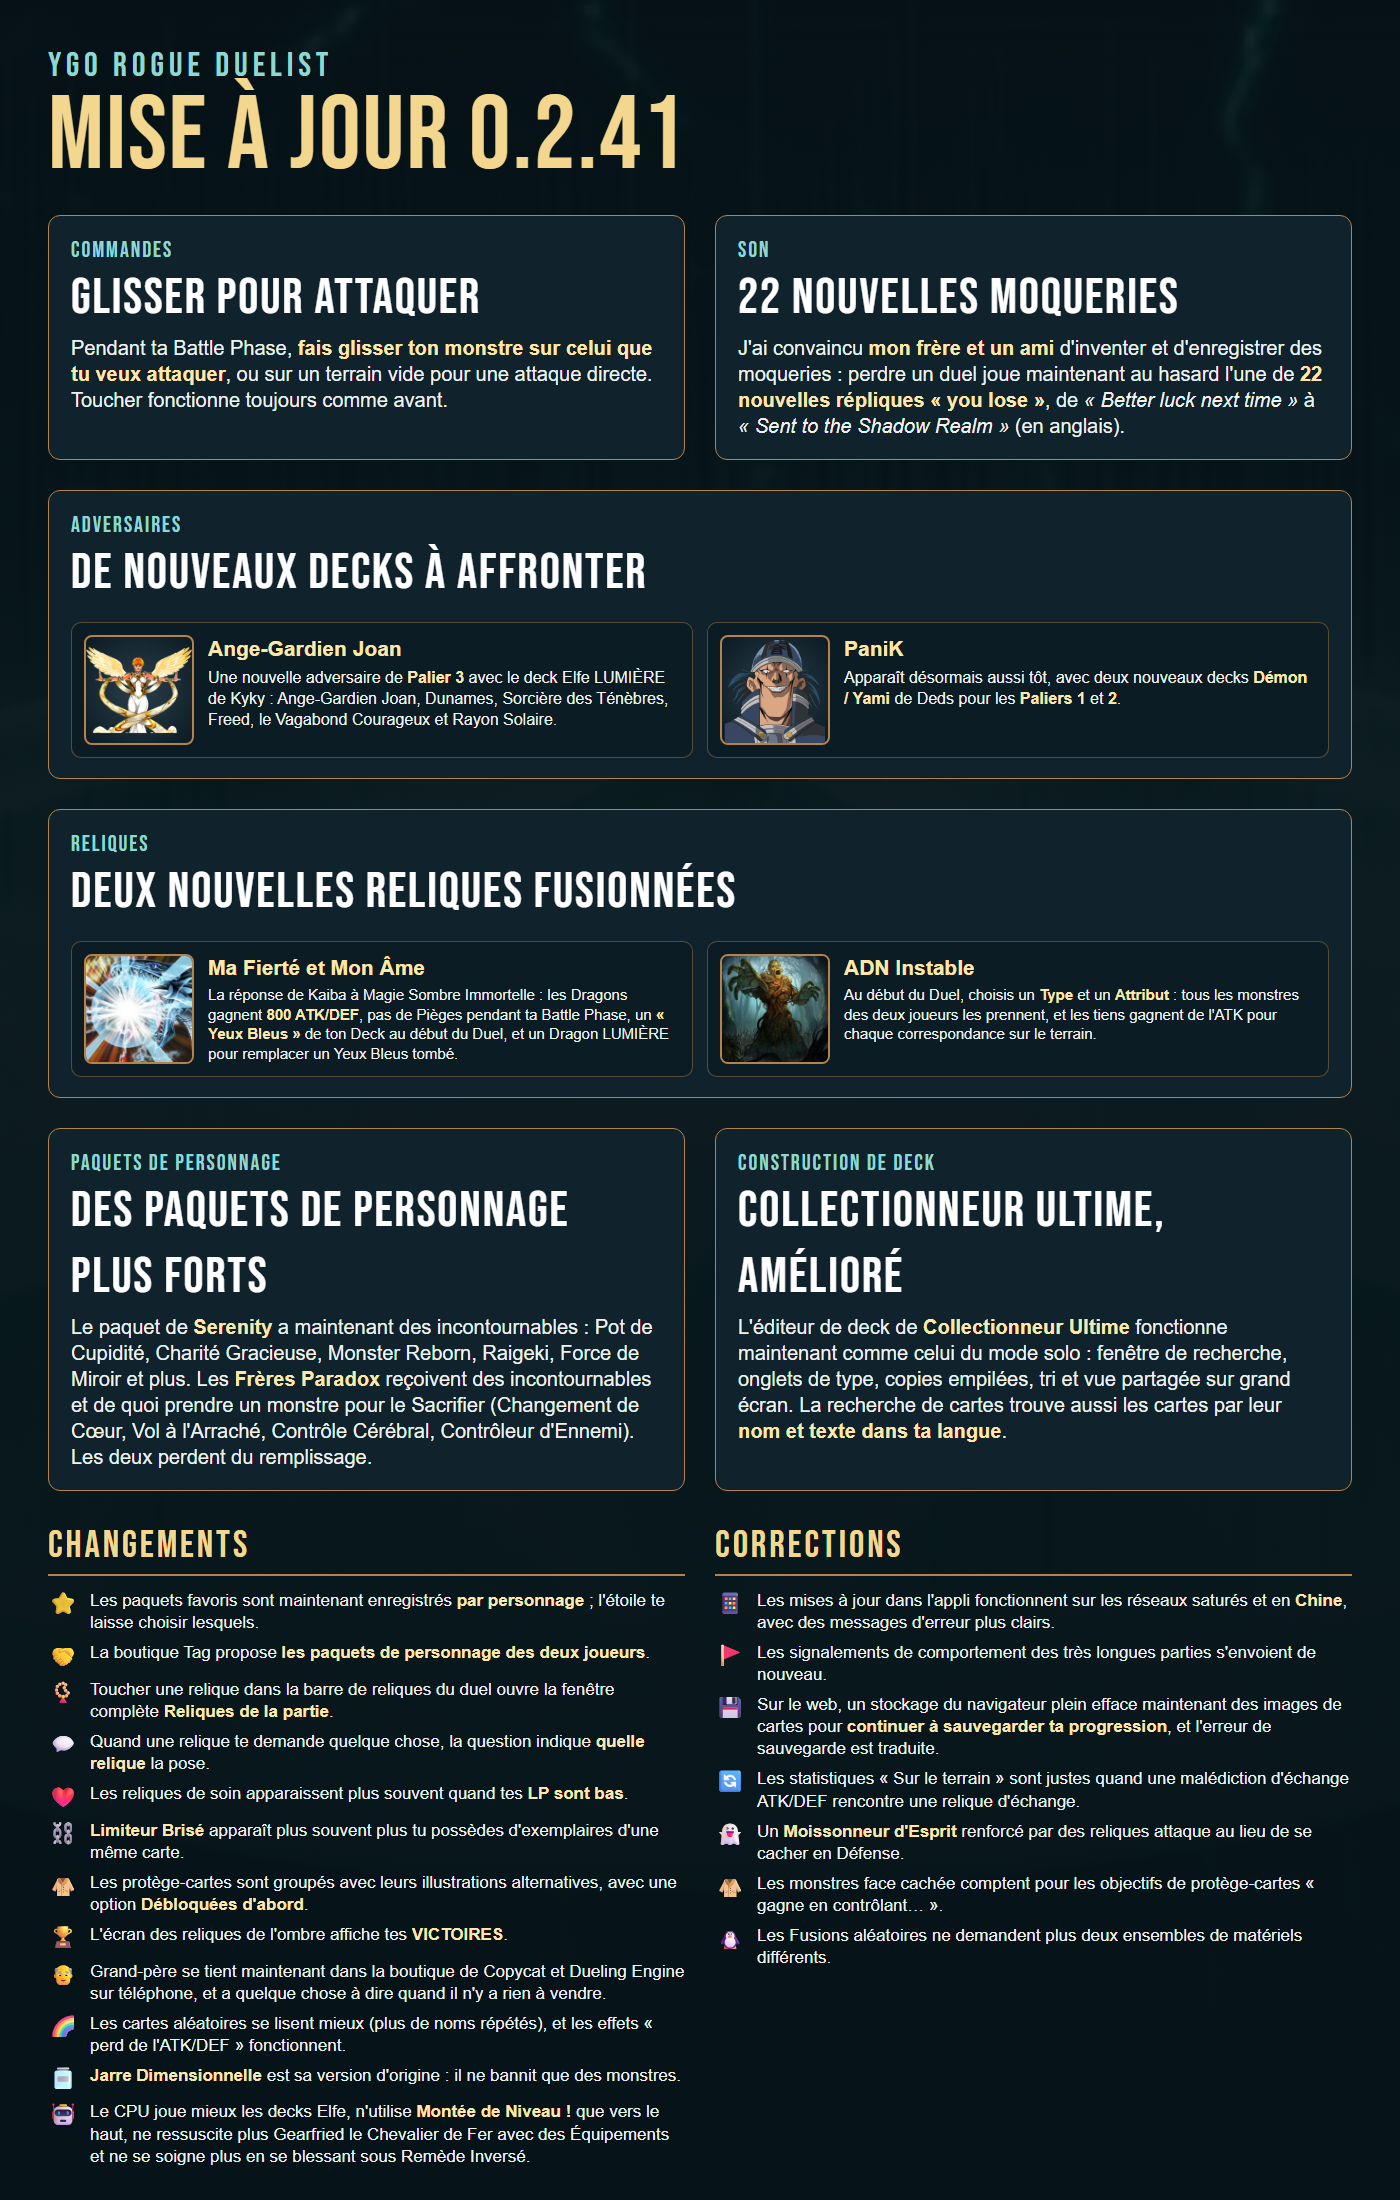 YGO ROGUE DUELIST
MISE À JOUR 0.2.41
COMMANDES
GLISSER POUR ATTAQUER
Pendant ta Battle Phase, fais glisser ton monstre sur celui que
tu veux attaquer, ou sur un terrain vide pour une attaque directe.
Toucher fonctionne toujours comme avant.
SON
22 NOUVELLES MOQUERIES
J'ai convaincu mon frère et un ami d'inventer et d'enregistrer des
moqueries : perdre un duel joue maintenant au hasard l'une de 22
nouvelles répliques « you lose », de « Better luck next time » à
« Sent to the Shadow Realm » (en anglais).
ADVERSAIRES
DE NOUVEAUX DECKS À AFFRONTER
Ange-Gardien Joan
Une nouvelle adversaire de Palier 3 avec le deck Elfe LUMIÈRE
de Kyky : Ange-Gardien Joan, Dunames, Sorcière des Ténèbres,
Freed, le Vagabond Courageux et Rayon Solaire.
PaniK
Apparaît désormais aussi tôt, avec deux nouveaux decks Démon
/ Yami de Deds pour les Paliers 1 et 2.
RELIQUES
DEUX NOUVELLES RELIQUES FUSIONNÉES
Ma Fierté et Mon Âme
La réponse de Kaiba à Magie Sombre Immortelle : les Dragons
gagnent 800 ATK/DEF, pas de Pièges pendant ta Battle Phase, un «
Yeux Bleus » de ton Deck au début du Duel, et un Dragon LUMIÈRE
pour remplacer un Yeux Bleus tombé.
ADN Instable
Au début du Duel, choisis un Type et un Attribut : tous les monstres
des deux joueurs les prennent, et les tiens gagnent de l'ATK pour
chaque correspondance sur le terrain.
PAQUETS DE PERSONNAGE
DES PAQUETS DE PERSONNAGE
PLUS FORTS
Le paquet de Serenity a maintenant des incontournables : Pot de
Cupidité, Charité Gracieuse, Monster Reborn, Raigeki, Force de
Miroir et plus. Les Frères Paradox reçoivent des incontournables
et de quoi prendre un monstre pour le Sacrifier (Changement de
Cœur, Vol à l'Arraché, Contrôle Cérébral, Contrôleur d'Ennemi).
Les deux perdent du remplissage.
CONSTRUCTION DE DECK
COLLECTIONNEUR ULTIME,
AMÉLIORÉ
L'éditeur de deck de Collectionneur Ultime fonctionne
maintenant comme celui du mode solo : fenêtre de recherche,
onglets de type, copies empilées, tri et vue partagée sur grand
écran. La recherche de cartes trouve aussi les cartes par leur
nom et texte dans ta langue.
CHANGEMENTS
Les paquets favoris sont maintenant enregistrés par personnage ; l'étoile te
laisse choisir lesquels.
La boutique Tag propose les paquets de personnage des deux joueurs.
Toucher une relique dans la barre de reliques du duel ouvre la fenêtre
complète Reliques de la partie.
Quand une relique te demande quelque chose, la question indique quelle
relique la pose.
Les reliques de soin apparaissent plus souvent quand tes LP sont bas.
Limiteur Brisé apparaît plus souvent plus tu possèdes d'exemplaires d'une
même carte.
Les protège-cartes sont groupés avec leurs illustrations alternatives, avec une
option Débloquées d'abord.
L'écran des reliques de l'ombre affiche tes VICTOIRES.
Grand-père se tient maintenant dans la boutique de Copycat et Dueling Engine
sur téléphone, et a quelque chose à dire quand il n'y a rien à vendre.
Les cartes aléatoires se lisent mieux (plus de noms répétés), et les effets «
perd de l'ATK/DEF » fonctionnent.
Jarre Dimensionnelle est sa version d'origine : il ne bannit que des monstres.
Le CPU joue mieux les decks Elfe, n'utilise Montée de Niveau ! que vers le
haut, ne ressuscite plus Gearfried le Chevalier de Fer avec des Équipements
et ne se soigne plus en se blessant sous Remède Inversé.
CORRECTIONS
Les mises à jour dans l'appli fonctionnent sur les réseaux saturés et en Chine,
avec des messages d'erreur plus clairs.
Les signalements de comportement des très longues parties s'envoient de
nouveau.
Sur le web, un stockage du navigateur plein efface maintenant des images de
cartes pour continuer à sauvegarder ta progression, et l'erreur de
sauvegarde est traduite.
Les statistiques « Sur le terrain » sont justes quand une malédiction d'échange
ATK/DEF rencontre une relique d'échange.
Un Moissonneur d'Esprit renforcé par des reliques attaque au lieu de se
cacher en Défense.
Les monstres face cachée comptent pour les objectifs de protège-cartes «
gagne en contrôlant… ».
Les Fusions aléatoires ne demandent plus deux ensembles de matériels
différents.